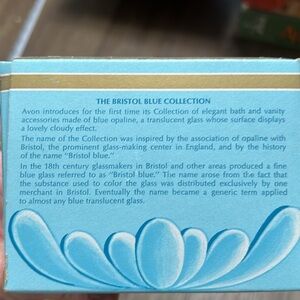 THE BRISTOL BLUE COLLECTION
Avon introduces for the first time its Collection of elegant bath and vanity
accessories made of blue opaline, a translucent glass whose surface displays
a lovely cloudy effect.
The name of the Collection was inspired by the association of opaline with
Bristol, the prominent glass-making center in England, and by the history
of the name "Bristol blue."
In the 18th century glassmakers in Bristol and other areas produced a fine
blue glass referred to as "Bristol blue." The name arose from the fact that
the substance used to color the glass was distributed exclusively by one
merchant in Bristol. Eventually the name became a generic term applied
to almost any blue translucent glass.